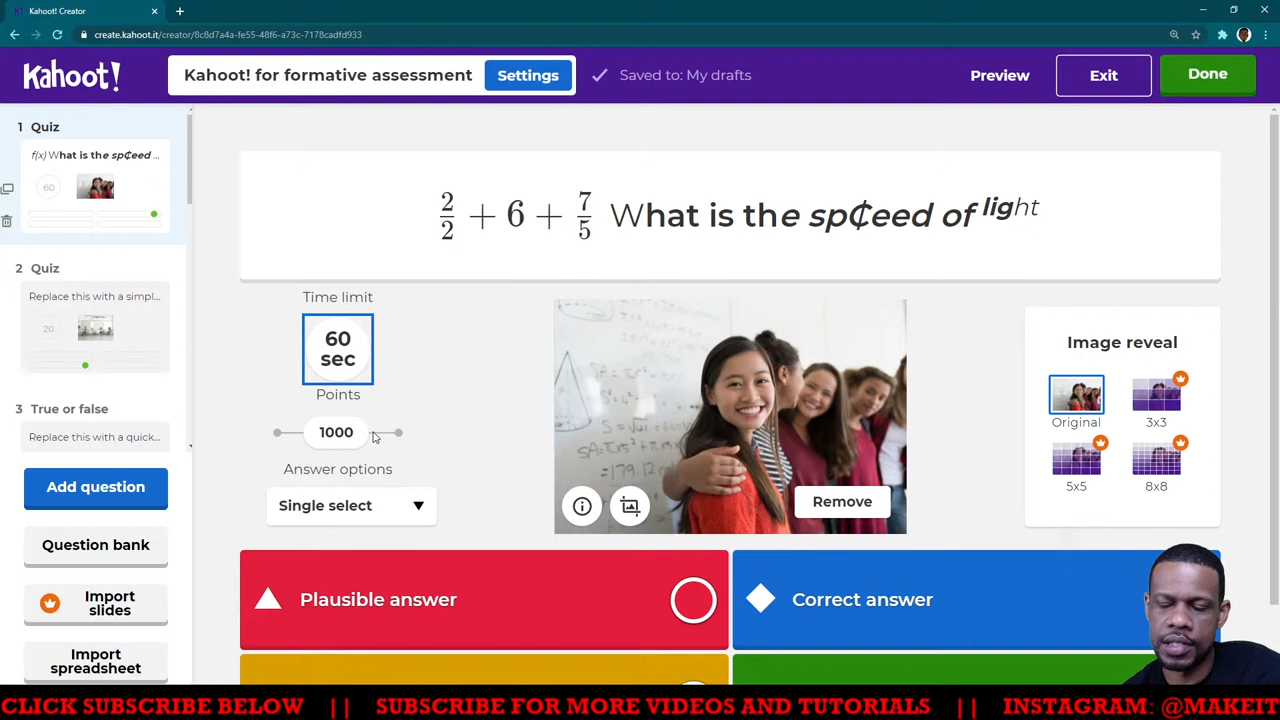 Kahoot! Creator
create.kahoot.it/creator/8c8d7a4a-fe55-48f6-a73c-7178cadfd933
Kahoot!
Kahoot! for formative assessment
Settings
Saved to: My drafts
Preview
Exit
Done
1 Quiz
f(x) What is the sp₵eed ...
60
2 Quiz
Replace this with a simpl...
20
3 True or false
Replace this with a quick...
Add question
Question bank
Import slides
Import spreadsheet
2/2 + 6 + 7/5 What is the sp₵eed of light
Time limit
60 sec
Points
1000
Answer options
Single select
Remove
Image reveal
Original
3x3
5x5
8x8
Plausible answer
Correct answer
CLICK SUBSCRIBE BELOW || SUBSCRIBE FOR MORE VIDEOS AND TUTORIALS || INSTAGRAM: @MAKEIT